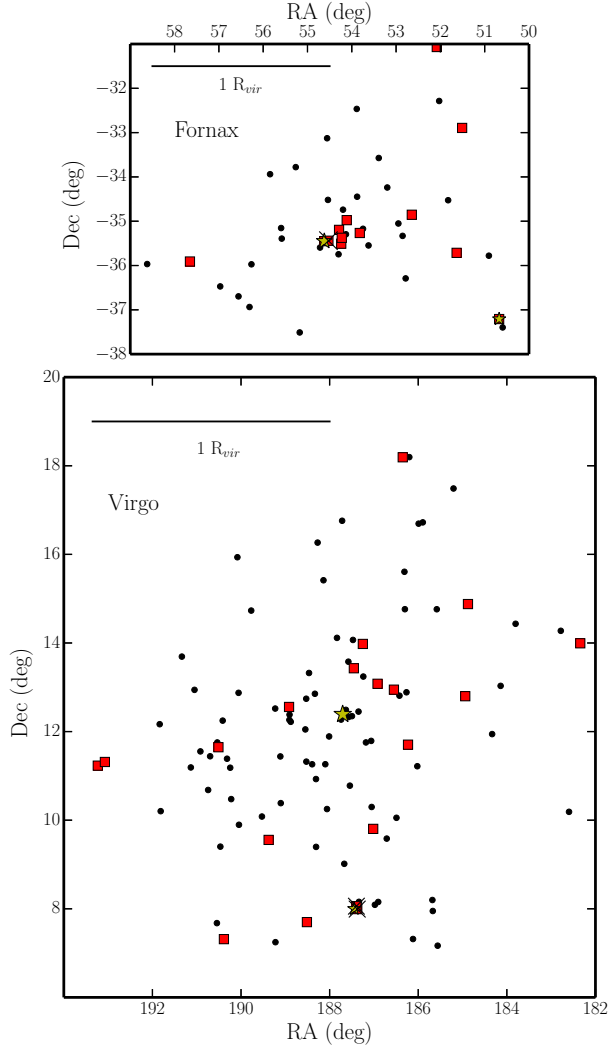 RA (deg)
58 57 56 55 54 53 52 51 50
1 R_{vir}
Fornax
Dec (deg)
−32
−33
−34
−35
−36
−37
−38
20
18
16
14
12
10
8
1 R_{vir}
Virgo
Dec (deg)
192 190 188 186 184 182
RA (deg)